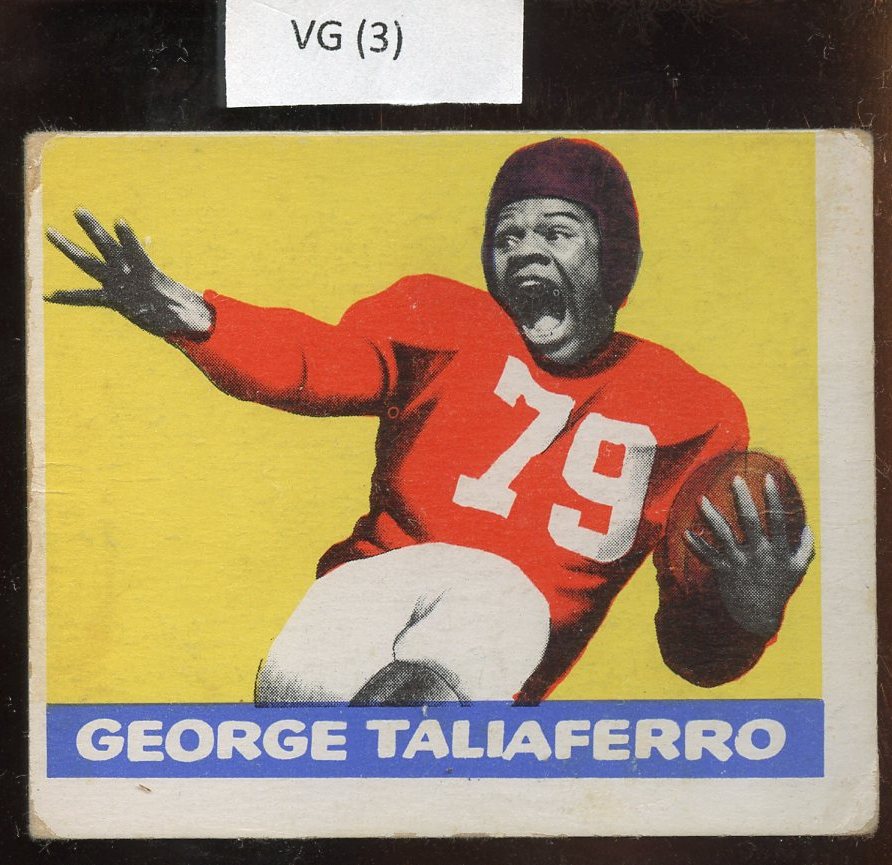 VG (3)
79
GEORGE TALIAFERRO